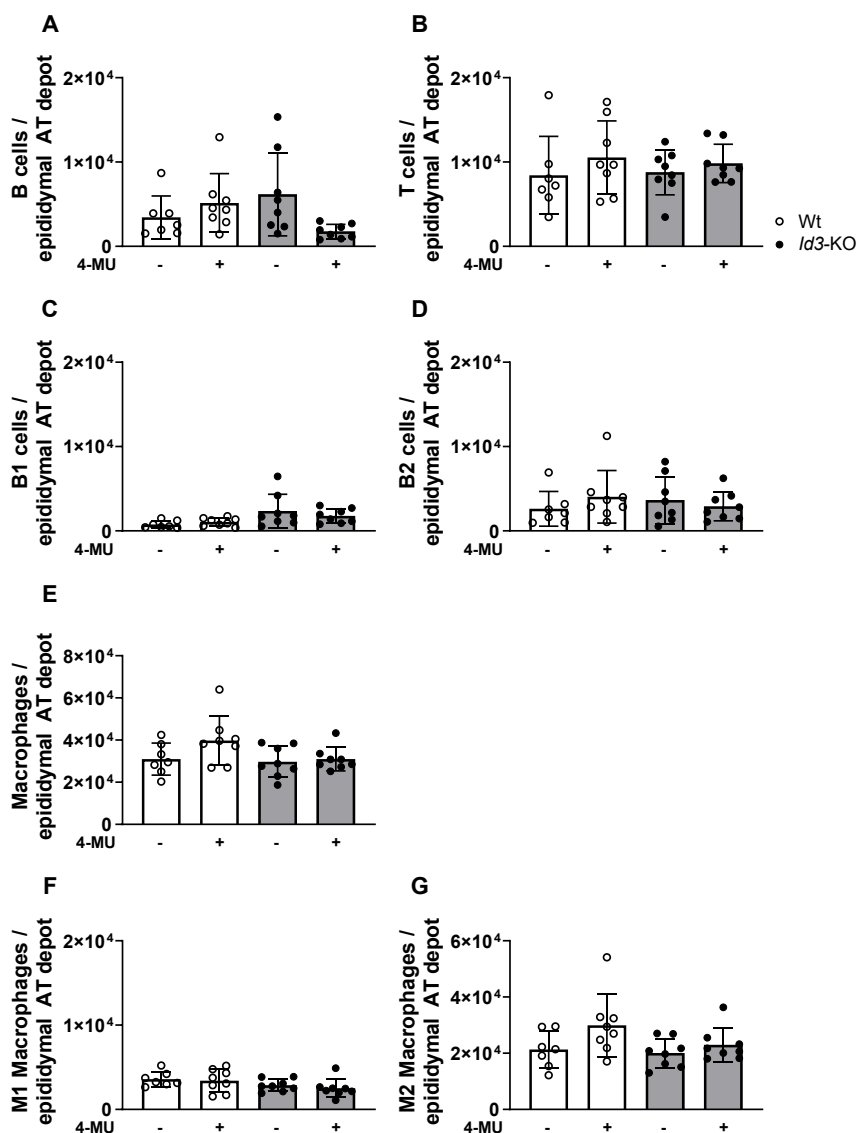 A
B cells /
epididymal AT depot
2×10⁴
1×10⁴
0
4-MU - + - +
B
T cells /
epididymal AT depot
2×10⁴
1×10⁴
0
- + - +
Wt
Id3-KO
C
B1 cells /
epididymal AT depot
2×10⁴
1×10⁴
0
4-MU - + - +
D
B2 cells /
epididymal AT depot
2×10⁴
1×10⁴
0
4-MU - + - +
E
Macrophages /
epididymal AT depot
8×10⁴
6×10⁴
4×10⁴
2×10⁴
0
4-MU - + - +
F
M1 Macrophages /
epididymal AT depot
2×10⁴
1×10⁴
0
4-MU - + - +
G
M2 Macrophages /
epididymal AT depot
6×10⁴
4×10⁴
2×10⁴
0
4-MU - + - +